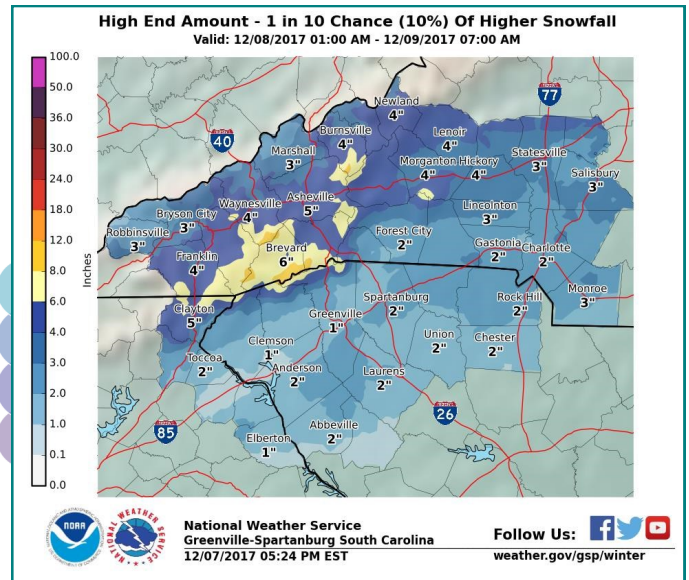 High End Amount - 1 in 10 Chance (10%) Of Higher Snowfall
Valid: 12/08/2017 01:00 AM - 12/09/2017 07:00 AM
100.0
50.0
36.0
30.0
24.0
18.0
12.0
8.0
6.0
4.0
3.0
2.0
1.0
0.1
0.0
Inches
77
Newland
4"
40
Burnsville
4"
Lenoir
4"
Marshall
3"
Statesville
3"
Morganton
4"
Hickory
4"
Salisbury
3"
Asheville
5"
Waynesville
4"
Lincolnton
3"
Bryson City
3"
Robbinsville
3"
Forest City
2"
Gastonia
2"
Charlotte
2"
Brevard
6"
Franklin
4"
Monroe
3"
Spartanburg
2"
Rock Hill
2"
Clayton
5"
Greenville
1"
Union
2"
Chester
2"
Clemson
1"
Toccoa
2"
Anderson
2"
Laurens
2"
26
85
Abbeville
2"
Elberton
1"
NOAA
NATIONAL WEATHER SERVICE
National Weather Service
Greenville-Spartanburg South Carolina
12/07/2017 05:24 PM EST
Follow Us:
weather.gov/gsp/winter